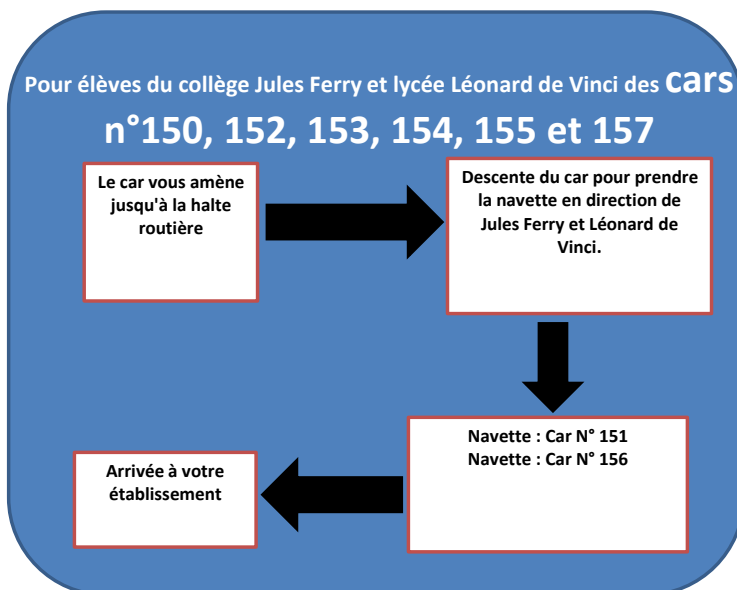 Pour élèves du collège Jules Ferry et lycée Léonard de Vinci des cars
n°150, 152, 153, 154, 155 et 157
Le car vous amène
jusqu'à la halte
routière
Descente du car pour prendre
la navette en direction de
Jules Ferry et Léonard de
Vinci.
Navette : Car N° 151
Navette : Car N° 156
Arrivée à votre
établissement